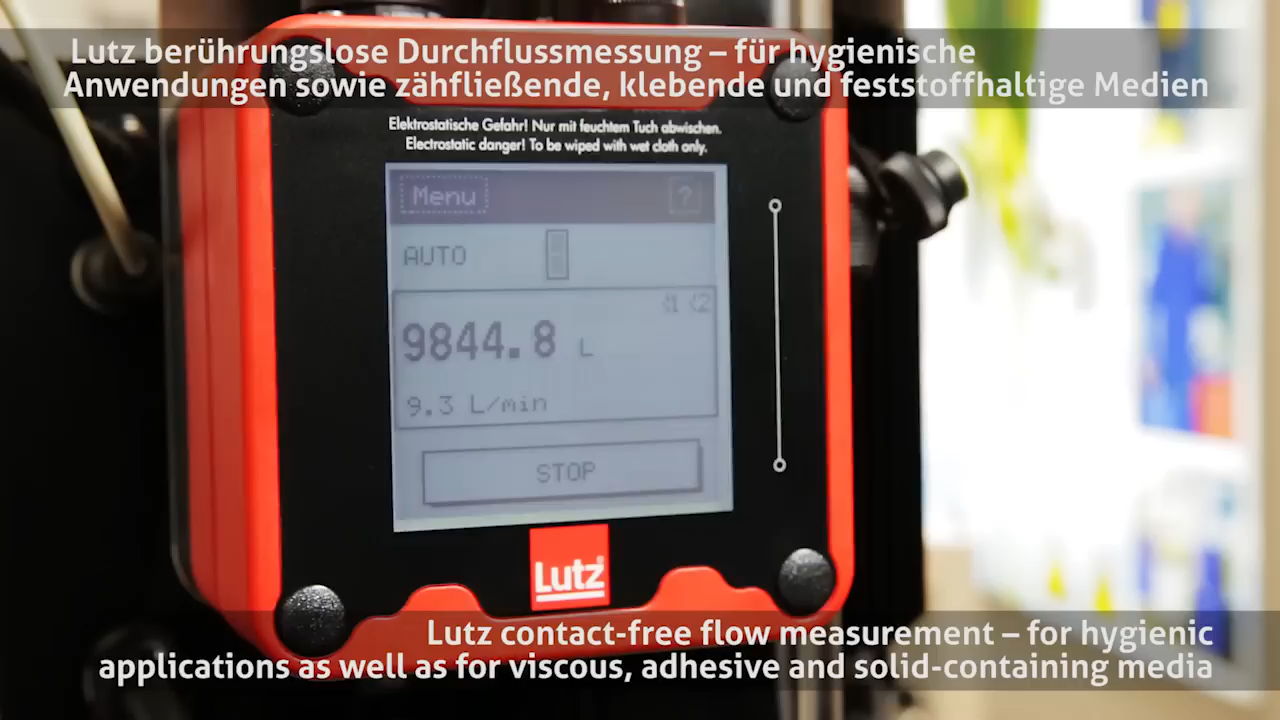 Lutz berührungslose Durchflussmessung – für hygienische
Anwendungen sowie zähfließende, klebende und feststoffhaltige Medien
Elektrostatische Gefahr! Nur mit feuchtem Tuch abwischen.
Electrostatic danger! To be wiped with wet cloth only.
Menu ?
AUTO
1 2
9844.8 L
9.3 L/min
STOP
Lutz®
Lutz contact-free flow measurement – for hygienic
applications as well as for viscous, adhesive and solid-containing media